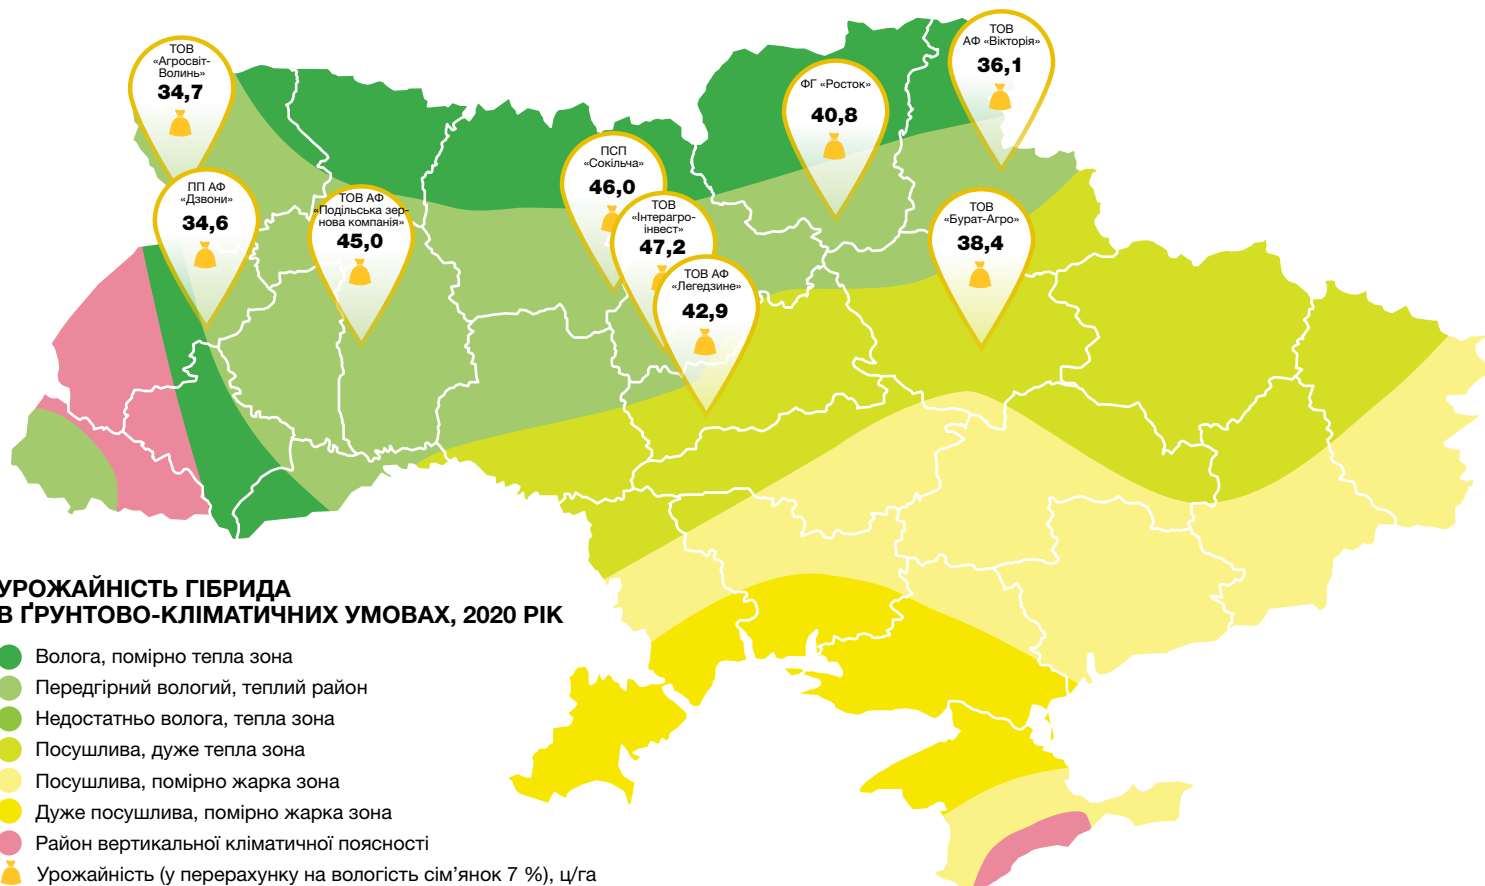 ТОВ
«Агросвіт-
Волинь»
34,7
ПП АФ
«Дзвони»
34,6
ТОВ АФ
«Подільська зер-
нова компанія»
45,0
ПСП
«Сокільча»
46,0
ТОВ
«Інтерагро-
інвест»
47,2
ТОВ АФ
«Легедзине»
42,9
ФГ «Росток»
40,8
ТОВ
АФ «Вікторія»
36,1
ТОВ
«Бурат-Агро»
38,4
УРОЖАЙНІСТЬ ГІБРИДА
В ҐРУНТОВО-КЛІМАТИЧНИХ УМОВАХ, 2020 РІК
Волога, помірно тепла зона
Передгірний вологий, теплий район
Недостатньо волога, тепла зона
Посушлива, дуже тепла зона
Посушлива, помірно жарка зона
Дуже посушлива, помірно жарка зона
Район вертикальної кліматичної поясності
Урожайність (у перерахунку на вологість сім’янок 7 %), ц/га